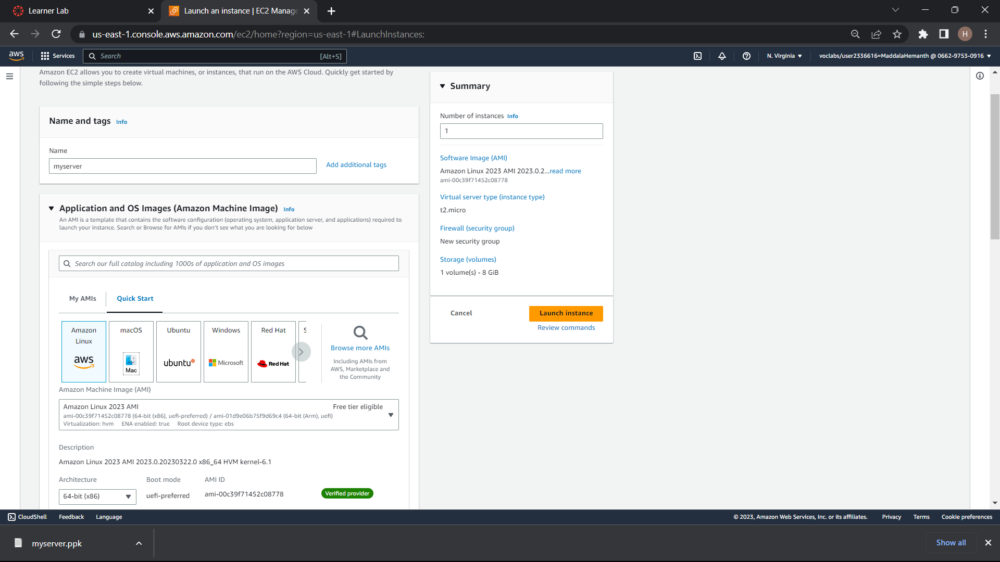 Learner Lab
Launch an instance | EC2 Manage
us-east-1.console.aws.amazon.com/ec2/home?region=us-east-1#LaunchInstances:
H
aws
Services
Search
[Alt+S]
N. Virginia
voclabs/user2336616=MaddalaHemanth @ 0662-9753-0916
Amazon EC2 allows you to create virtual machines, or instances, that run on the AWS Cloud. Quickly get started by
following the simple steps below.
Name and tags Info
Name
myserver
Add additional tags
Application and OS Images (Amazon Machine Image) Info
An AMI is a template that contains the software configuration (operating system, application server, and applications) required to
launch your instance. Search or Browse for AMIs if you don't see what you are looking for below
Search our full catalog including 1000s of application and OS images
My AMIs
Quick Start
Amazon
Linux
aws
macOS
Mac
Ubuntu
ubuntu
Windows
Microsoft
Red Hat
Red Hat
S
Browse more AMIs
Including AMIs from
AWS, Marketplace and
the Community
Amazon Machine Image (AMI)
Amazon Linux 2023 AMI
Free tier eligible
ami-00c39f71452c08778 (64-bit (x86), uefi-preferred) / ami-01d9e06b75f9d69c4 (64-bit (Arm), uefi)
Virtualization: hvm ENA enabled: true Root device type: ebs
Description
Amazon Linux 2023 AMI 2023.0.20230322.0 x86_64 HVM kernel-6.1
Architecture
Boot mode
AMI ID
64-bit (x86)
uefi-preferred
ami-00c39f71452c08778
Verified provider
Summary
Number of instances Info
1
Software Image (AMI)
Amazon Linux 2023 AMI 2023.0.2...read more
ami-00c39f71452c08778
Virtual server type (instance type)
t2.micro
Firewall (security group)
New security group
Storage (volumes)
1 volume(s) - 8 GiB
Cancel
Launch instance
Review commands
CloudShell
Feedback
Language
© 2023, Amazon Web Services, Inc. or its affiliates.
Privacy
Terms
Cookie preferences
myserver.ppk
Show all